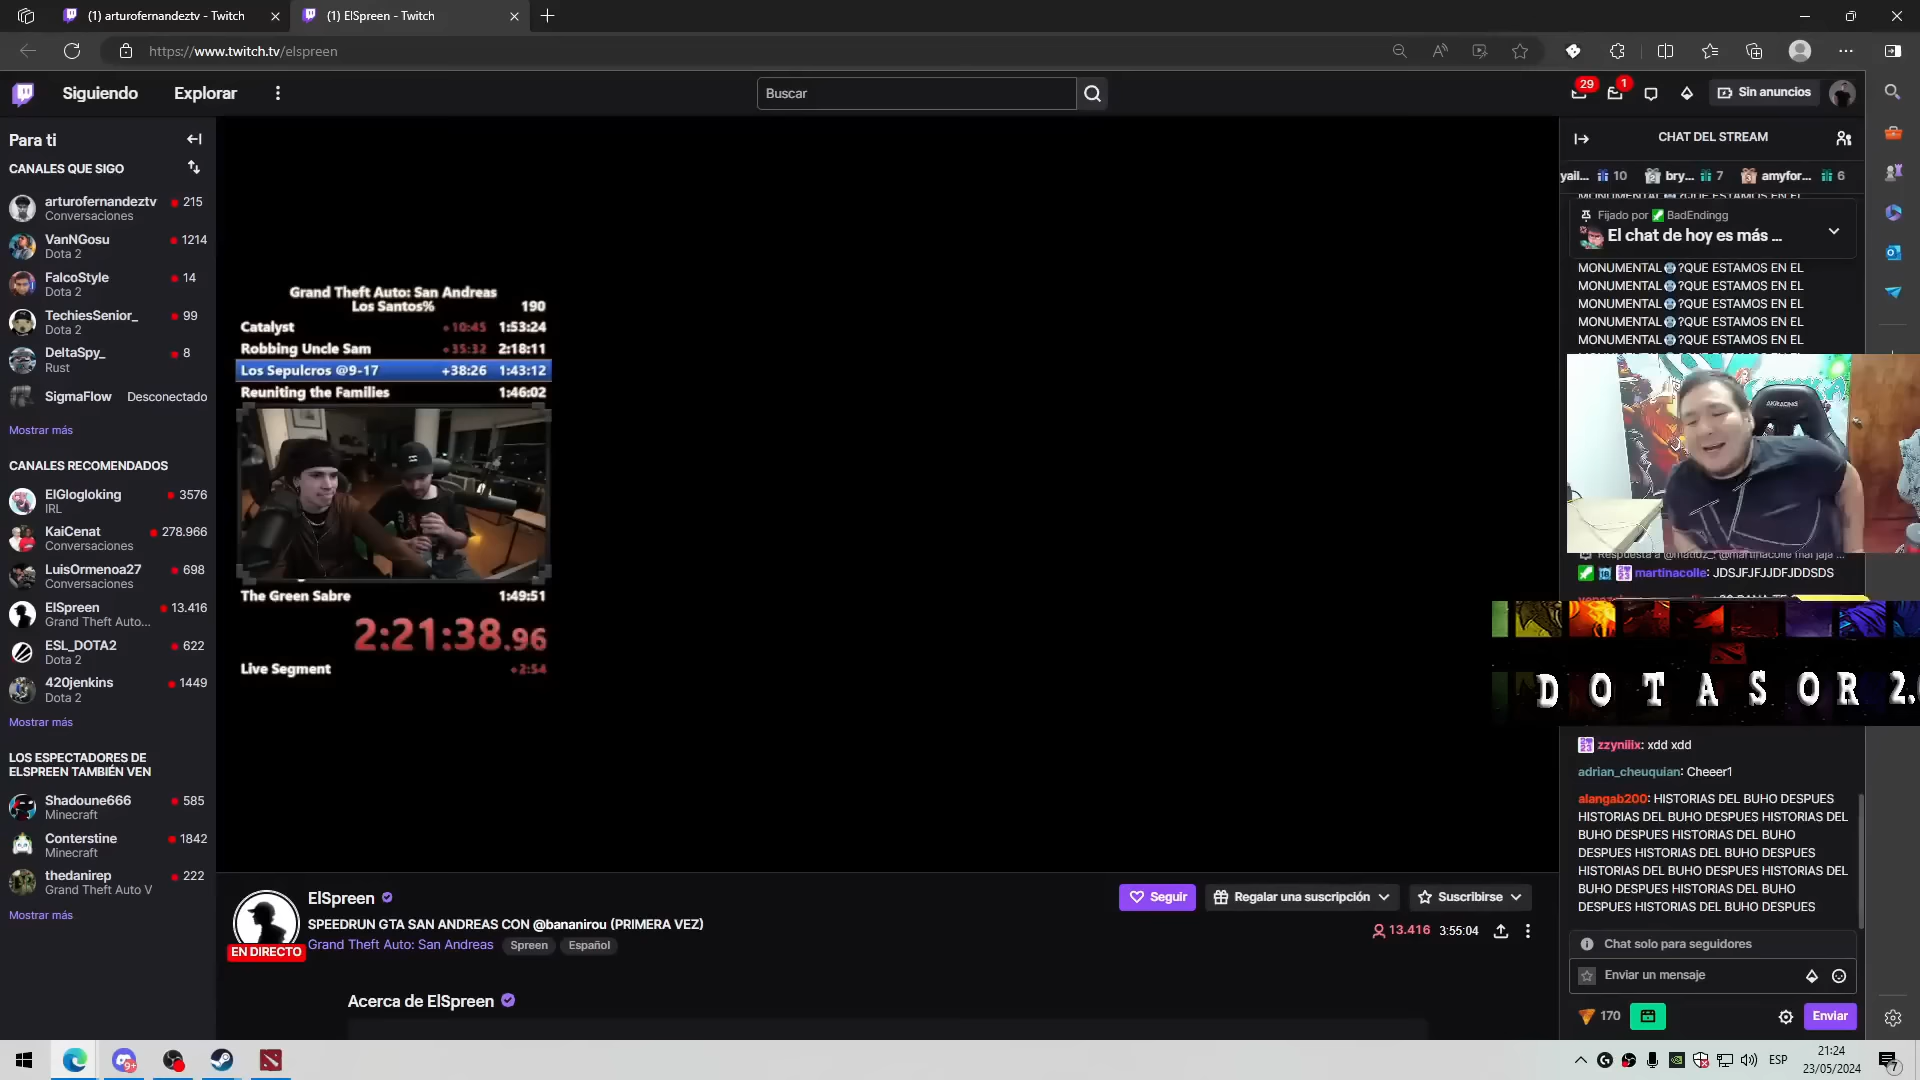 (1) arturofernandeztv - Twitch
(1) ElSpreen - Twitch
https://www.twitch.tv/elspreen
Siguiendo
Explorar
Buscar
29
1
Sin anuncios
Para ti
CANALES QUE SIGO
arturofernandeztv
215
Conversaciones
VanNGosu
1214
Dota 2
FalcoStyle
14
Dota 2
TechiesSenior_
99
Dota 2
DeltaSpy_
8
Rust
SigmaFlow
Desconectado
Mostrar más
CANALES RECOMENDADOS
ElGlogloking
3576
IRL
KaiCenat
278.966
Conversaciones
LuisOrmenoa27
698
Conversaciones
ElSpreen
13.416
Grand Theft Auto...
ESL_DOTA2
622
Dota 2
420jenkins
1449
Dota 2
Mostrar más
LOS ESPECTADORES DE
ELSPREEN TAMBIÉN VEN
Shadoune666
585
Minecraft
Conterstine
1842
Minecraft
thedanirep
222
Grand Theft Auto V
Mostrar más
Grand Theft Auto: San Andreas
Los Santos%
190
Catalyst +10:45 1:53:24
Robbing Uncle Sam +35:32 2:18:11
Los Sepulcros @9-17 +38:26 1:43:12
Reuniting the Families 1:46:02
The Green Sabre 1:49:51
2:21:38.96
Live Segment +2:54
EN DIRECTO
ElSpreen
SPEEDRUN GTA SAN ANDREAS CON @bananirou (PRIMERA VEZ)
Grand Theft Auto: San Andreas
Spreen
Español
Seguir
Regalar una suscripción
Suscribirse
13.416
3:55:04
Acerca de ElSpreen
CHAT DEL STREAM
yail... 10
bry... 7
amyfor... 6
Fijado por BadEndingg
El chat de hoy es más ...
MONUMENTAL ?QUE ESTAMOS EN EL
MONUMENTAL ?QUE ESTAMOS EN EL
MONUMENTAL ?QUE ESTAMOS EN EL
MONUMENTAL ?QUE ESTAMOS EN EL
MONUMENTAL ?QUE ESTAMOS EN EL
AKRACING
martinacolle: JDSJFJFJJDFJDDSDS
DOTASOR 2.
zzyniiix: xdd xdd
adrian_cheuquian: Cheeer1
alangab200: HISTORIAS DEL BUHO DESPUES
HISTORIAS DEL BUHO DESPUES HISTORIAS DEL
BUHO DESPUES HISTORIAS DEL BUHO
DESPUES HISTORIAS DEL BUHO DESPUES
HISTORIAS DEL BUHO DESPUES HISTORIAS DEL
BUHO DESPUES HISTORIAS DEL BUHO
DESPUES HISTORIAS DEL BUHO DESPUES
Chat solo para seguidores
Enviar un mensaje
170
Enviar
9+
ESP
21:24
23/05/2024
7